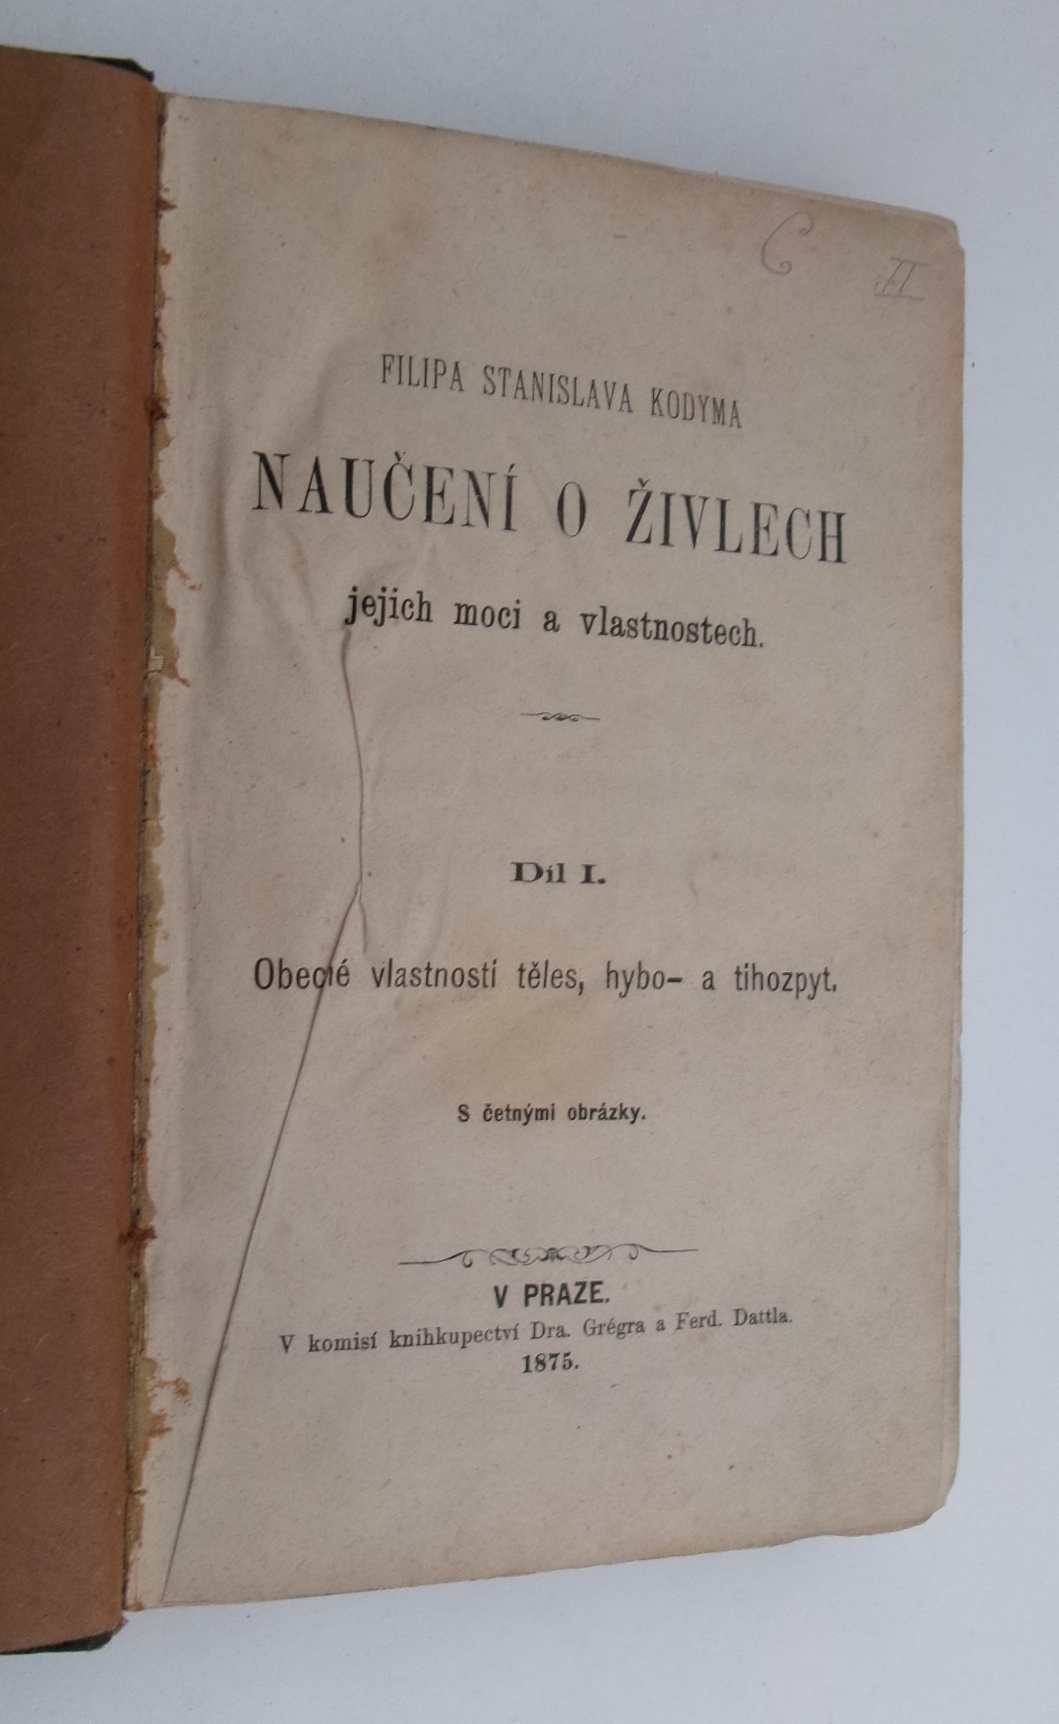 C
II
FILIPA STANISLAVA KODYMA
NAUČENÍ O ŽIVLECH
jejich moci a vlastnostech.
Díl I.
Obecné vlastnosti těles, hybo- a tihozpyt.
S četnými obrázky.
V PRAZE.
V komisí knihkupectví Dra. Grégra a Ferd. Dattla.
1875.